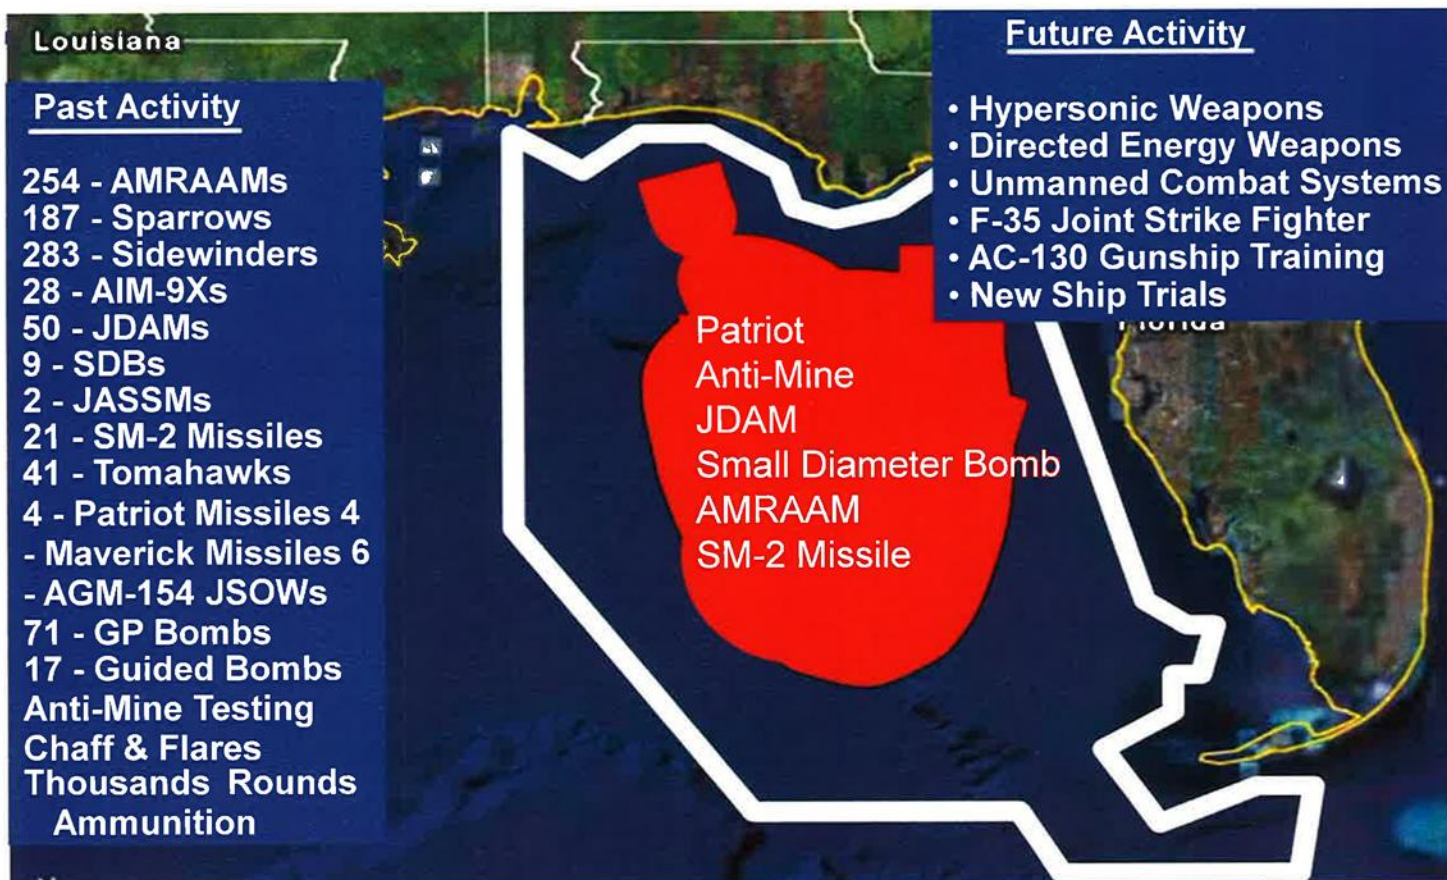 Louisiana
Past Activity
254 - AMRAAMs
187 - Sparrows
283 - Sidewinders
28 - AIM-9Xs
50 - JDAMs
9 - SDBs
2 - JASSMs
21 - SM-2 Missiles
41 - Tomahawks
4 - Patriot Missiles 4
- Maverick Missiles 6
- AGM-154 JSOWs
71 - GP Bombs
17 - Guided Bombs
Anti-Mine Testing
Chaff & Flares
Thousands Rounds
Ammunition
Patriot
Anti-Mine
JDAM
Small Diameter Bomb
AMRAAM
SM-2 Missile
Future Activity
• Hypersonic Weapons
• Directed Energy Weapons
• Unmanned Combat Systems
• F-35 Joint Strike Fighter
• AC-130 Gunship Training
• New Ship Trials
Florida